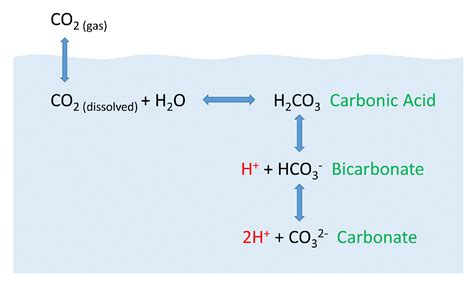 CO₂ (gas)
CO₂ (dissolved) + H₂O H₂CO₃ Carbonic Acid
H⁺ + HCO₃⁻ Bicarbonate
2H⁺ + CO₃²⁻ Carbonate